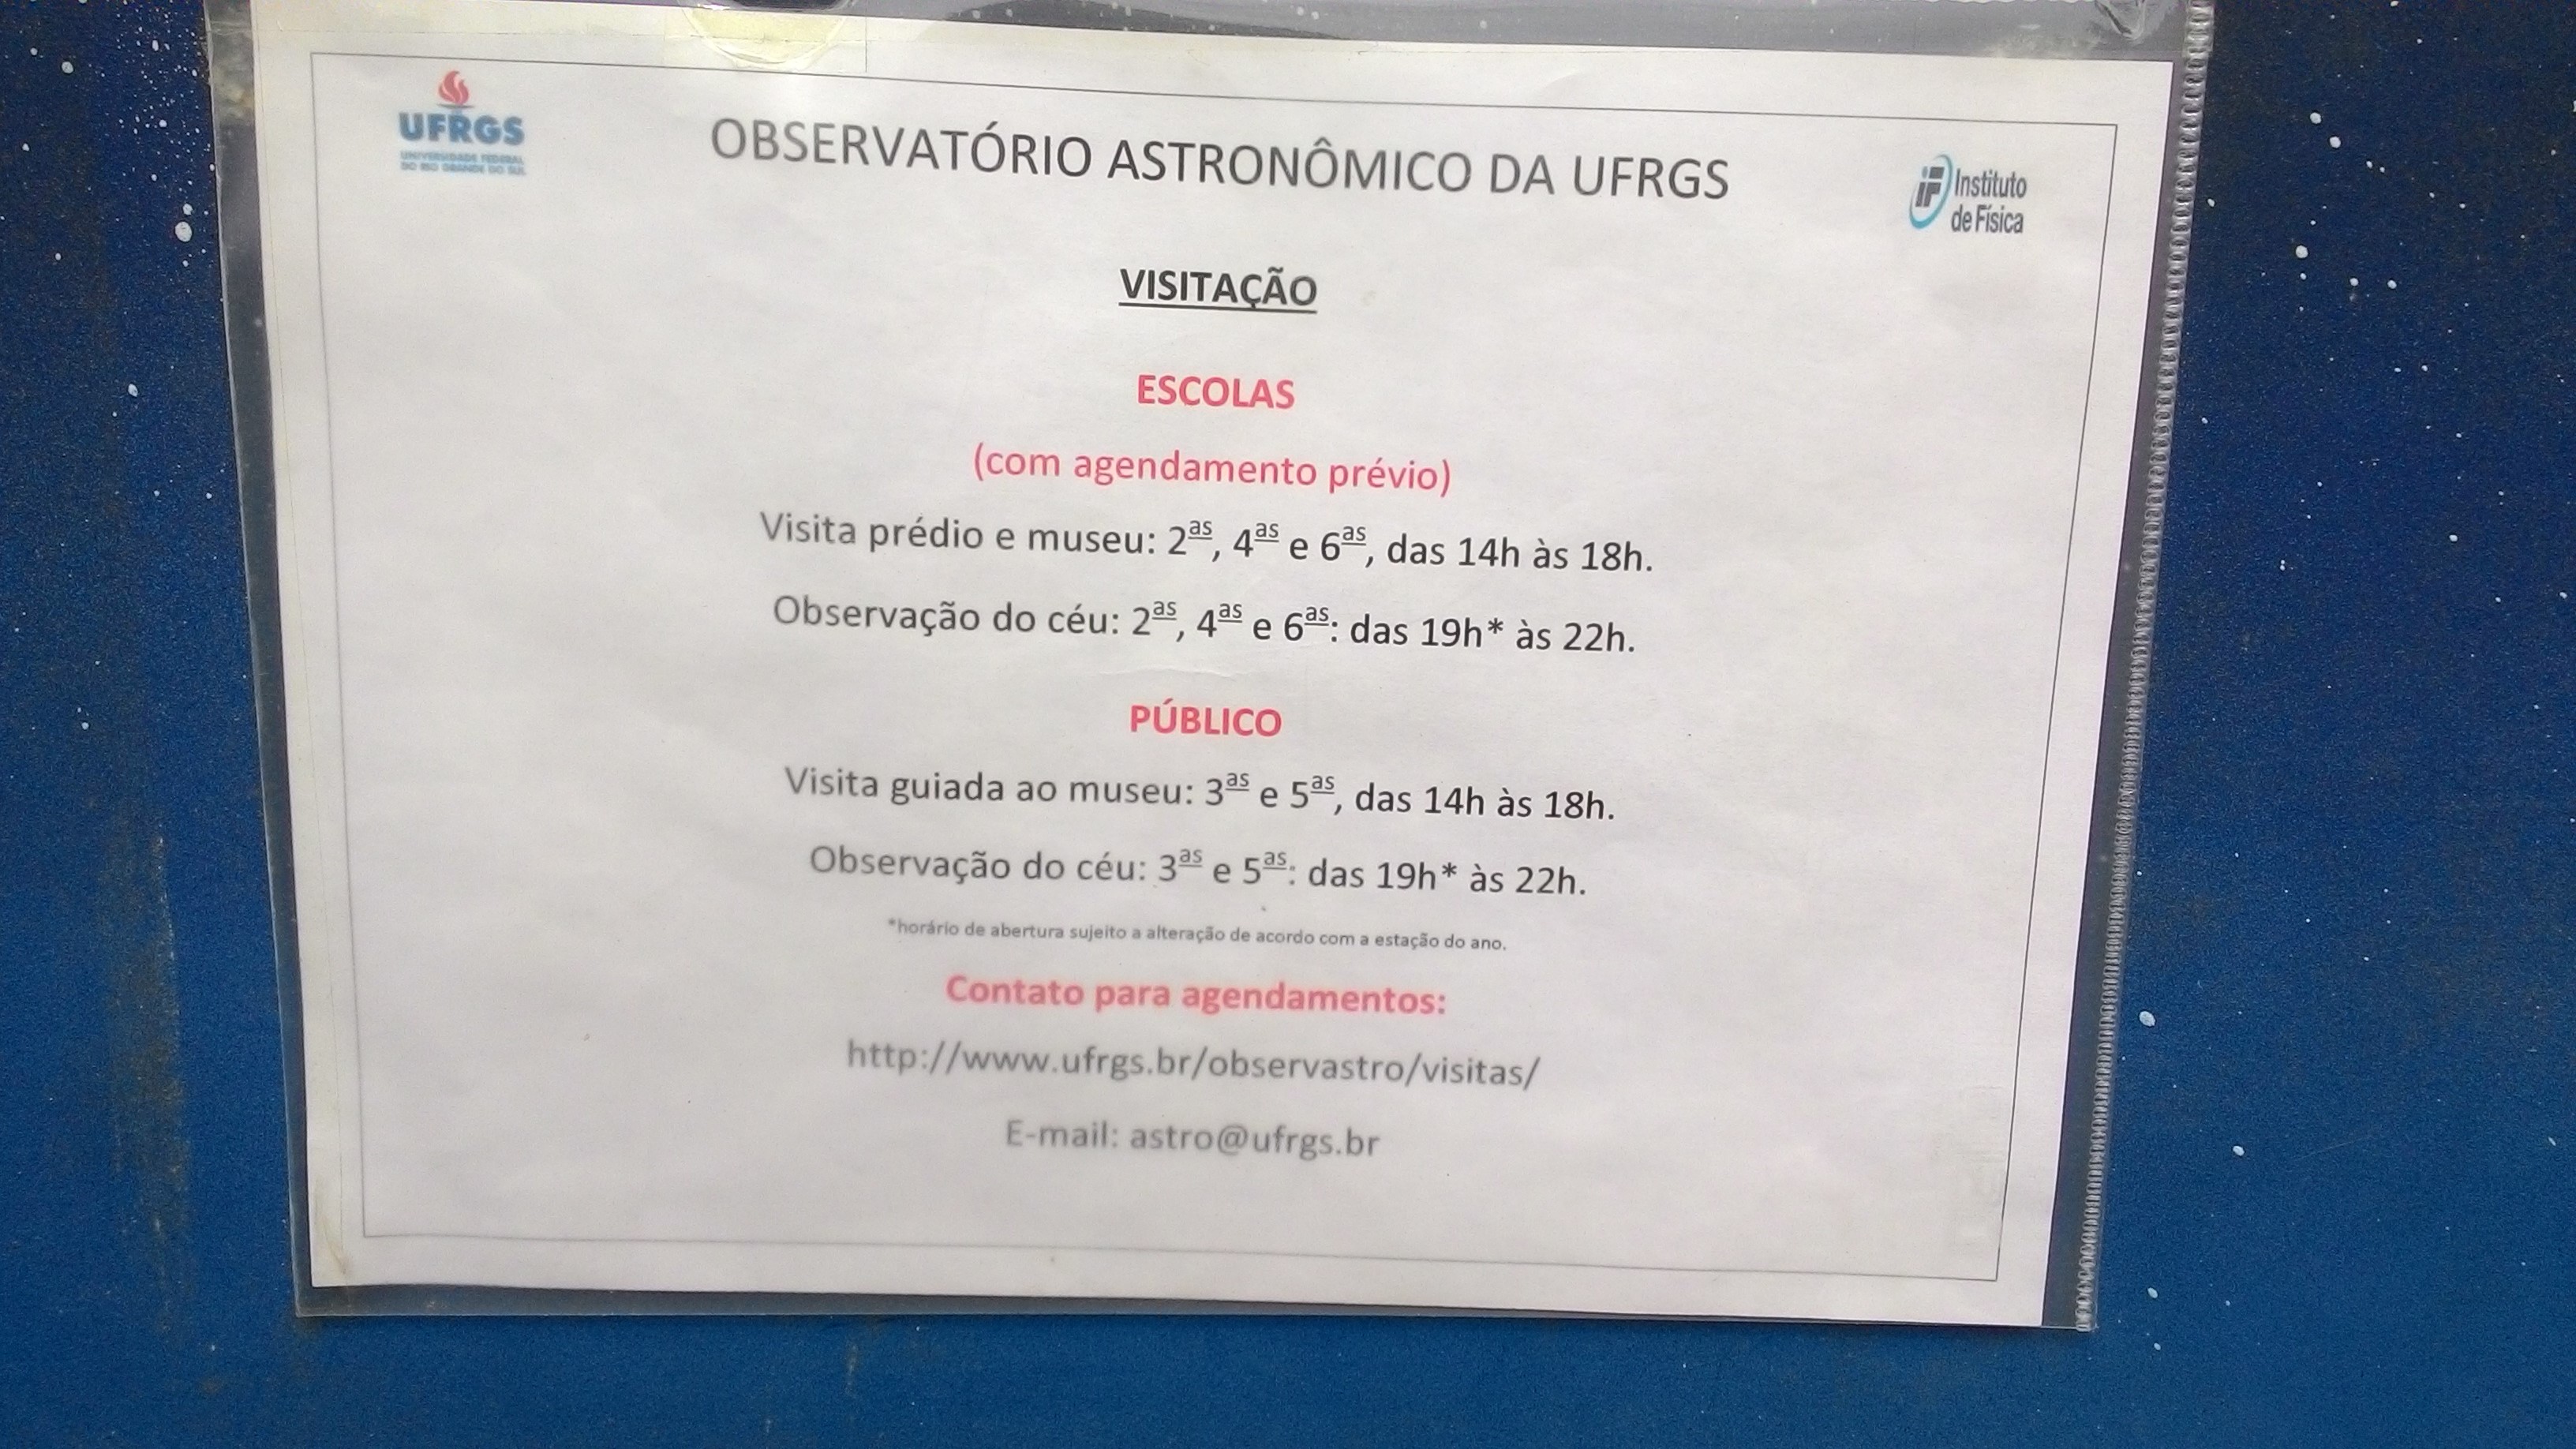 UFRGS
UNIVERSIDADE FEDERAL
DO RIO GRANDE DO SUL
OBSERVATÓRIO ASTRONÔMICO DA UFRGS
iF Instituto
de Física
VISITAÇÃO
ESCOLAS
(com agendamento prévio)
Visita prédio e museu: 2as, 4as e 6as, das 14h às 18h.
Observação do céu: 2as, 4as e 6as: das 19h* às 22h.
PÚBLICO
Visita guiada ao museu: 3as e 5as, das 14h às 18h.
Observação do céu: 3as e 5as: das 19h* às 22h.
*horário de abertura sujeito a alteração de acordo com a estação do ano.
Contato para agendamentos:
http://www.ufrgs.br/observastro/visitas/
E-mail: astro@ufrgs.br